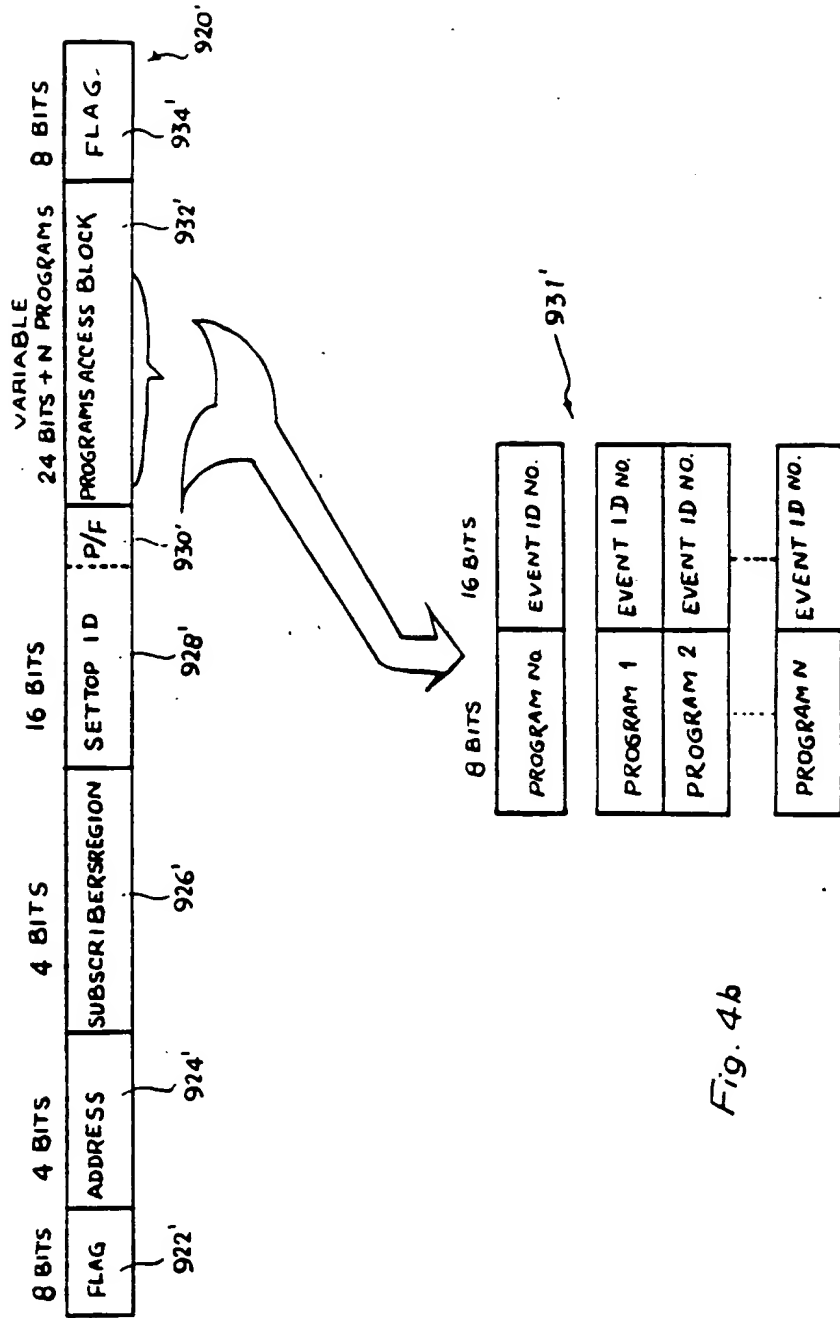 8 BITS 4 BITS 4 BITS 16 BITS VARIABLE 8 BITS
24 BITS + N PROGRAMS
FLAG ADDRESS SUBSCRIBERSREGION SETTOP ID P/F PROGRAMS ACCESS BLOCK FLAG.
922' 924' 926' 928' 930' 932' 934' 920'
8 BITS 16 BITS
PROGRAM No. EVENT ID NO. 931'
PROGRAM 1 EVENT ID NO.
PROGRAM 2 EVENT ID NO.
PROGRAM N EVENT ID NO.
Fig. 4b